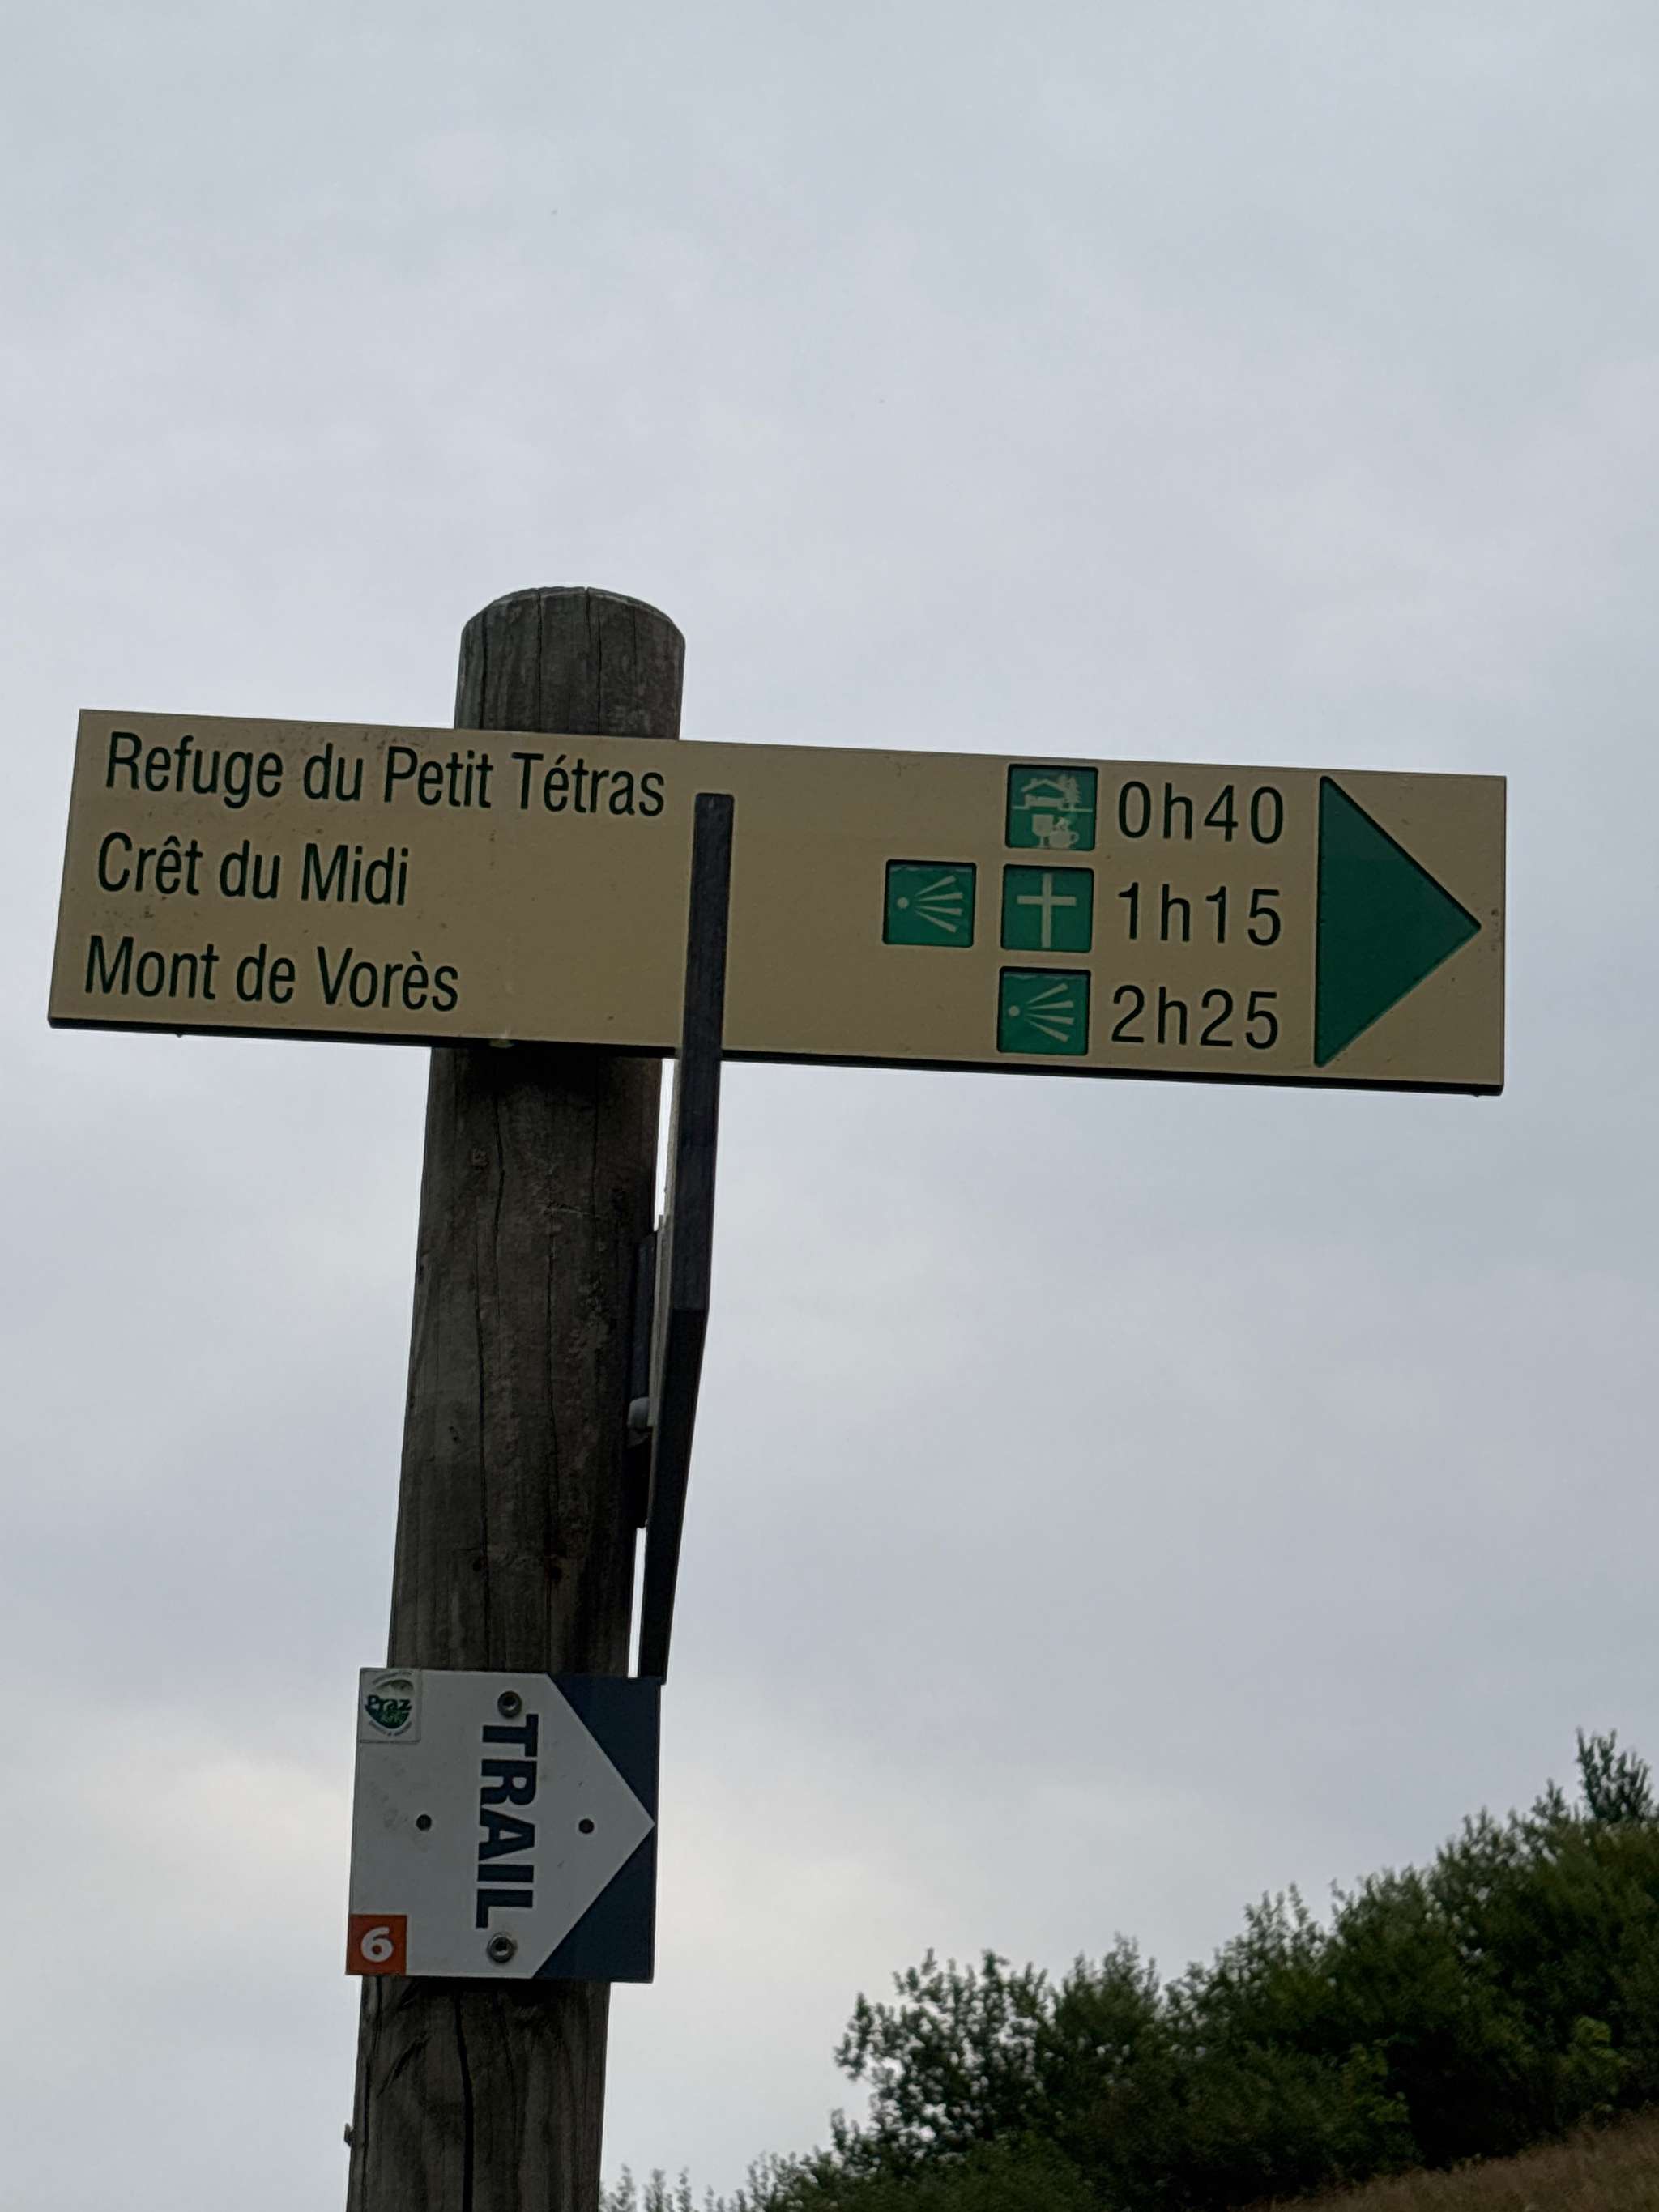 Refuge du Petit Tétras 0h40
Crêt du Midi 1h15
Mont de Vorès 2h25
Praz
TRAIL
6